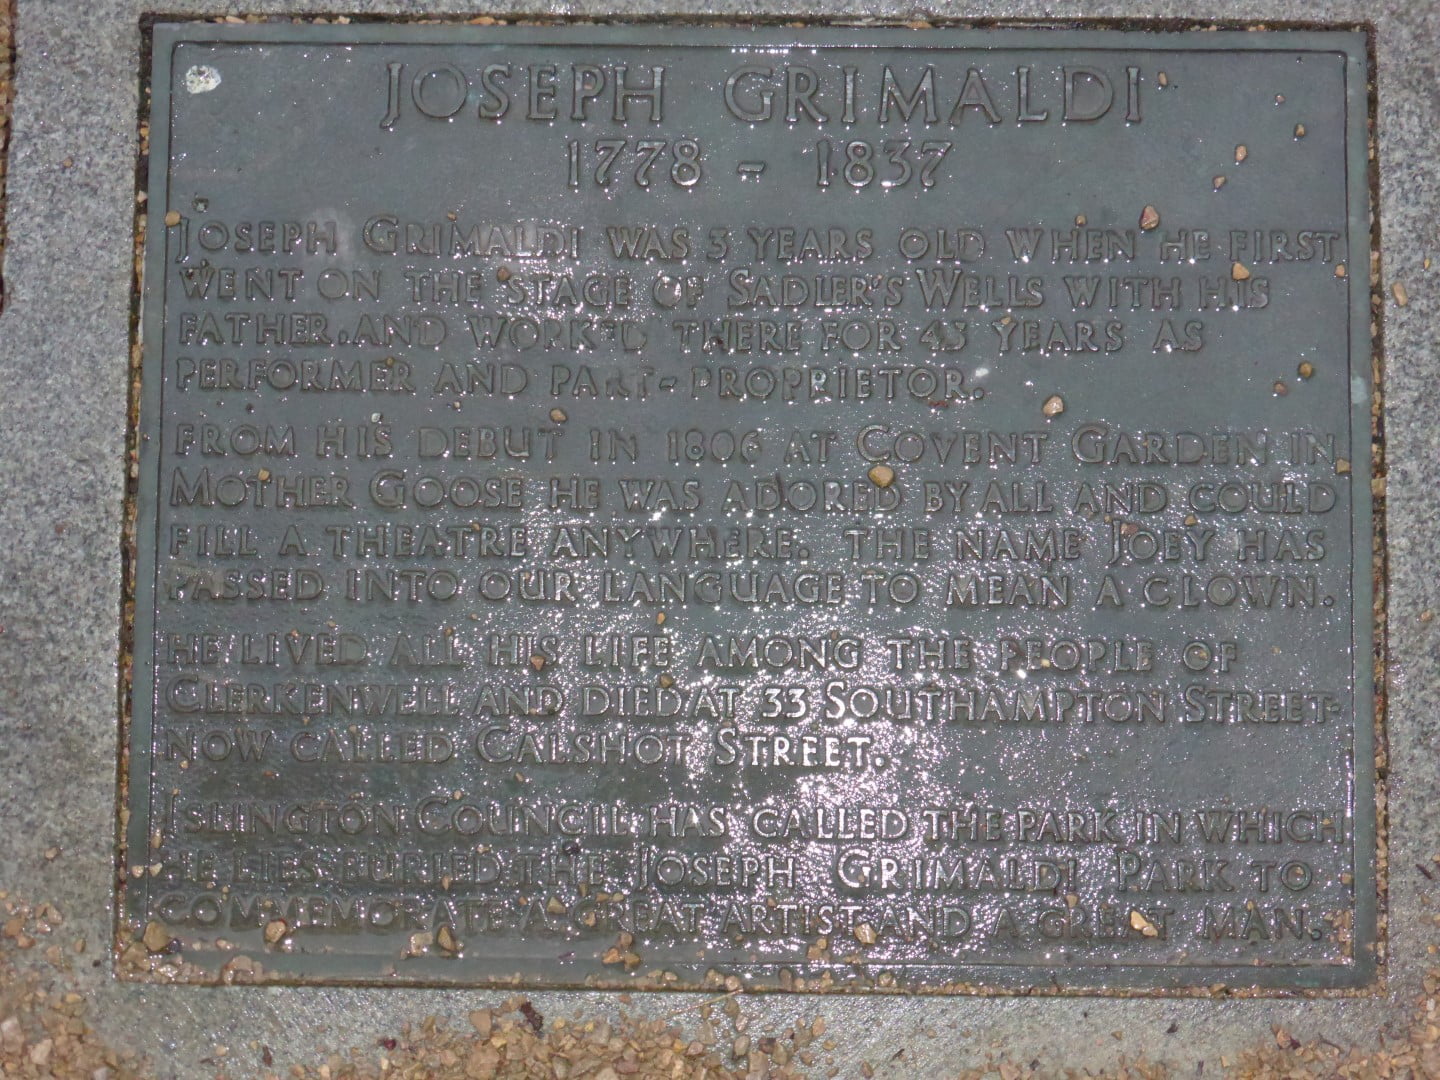 JOSEPH GRIMALDI
1778 - 1837
JOSEPH GRIMALDI WAS 3 YEARS OLD WHEN HE FIRST
WENT ON THE STAGE OF SADLER'S WELLS WITH HIS
FATHER, AND WORKED THERE FOR 45 YEARS AS
PERFORMER AND PART-PROPRIETOR.
FROM HIS DEBUT IN 1806 AT COVENT GARDEN IN
MOTHER GOOSE HE WAS ADORED BY ALL AND COULD
FILL A THEATRE ANYWHERE. THE NAME JOEY HAS
PASSED INTO OUR LANGUAGE TO MEAN A CLOWN.
HE LIVED ALL HIS LIFE AMONG THE PEOPLE OF
CLERKENWELL AND DIED AT 33 SOUTHAMPTON STREET-
NOW CALLED CALSHOT STREET.
ISLINGTON COUNCIL HAS CALLED THE PARK IN WHICH
HE LIES BURIED THE JOSEPH GRIMALDI PARK TO
COMMEMORATE A GREAT ARTIST AND A GREAT MAN.